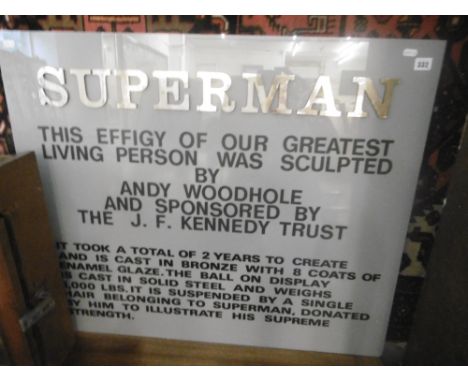 332
SUPERMAN
THIS EFFIGY OF OUR GREATEST
LIVING PERSON WAS SCULPTED
BY
ANDY WOODHOLE
AND SPONSORED BY
THE J. F. KENNEDY TRUST
IT TOOK A TOTAL OF 2 YEARS TO CREATE
AND IS CAST IN BRONZE WITH 8 COATS OF
ENAMEL GLAZE.THE BALL ON DISPLAY
IS CAST IN SOLID STEEL AND WEIGHS
,000 LBS.IT IS SUSPENDED BY A SINGLE
HAIR BELONGING TO SUPERMAN, DONATED
BY HIM TO ILLUSTRATE HIS SUPREME
STRENGTH.